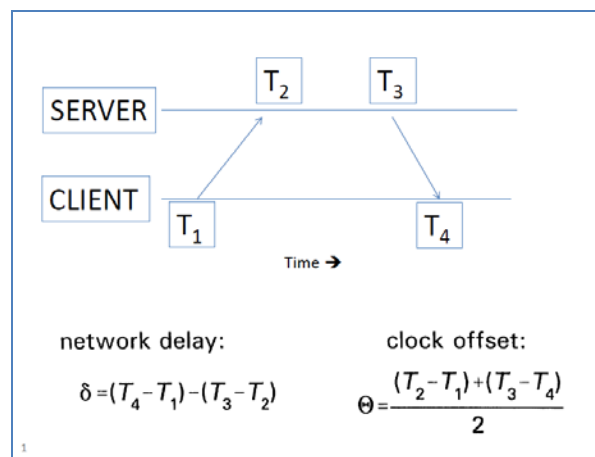 T₂ T₃
SERVER
CLIENT
T₁ T₄
Time ➔
network delay: clock offset:
δ=(T₄−T₁)−(T₃−T₂) Θ=(T₂−T₁)+(T₃−T₄)
2
1